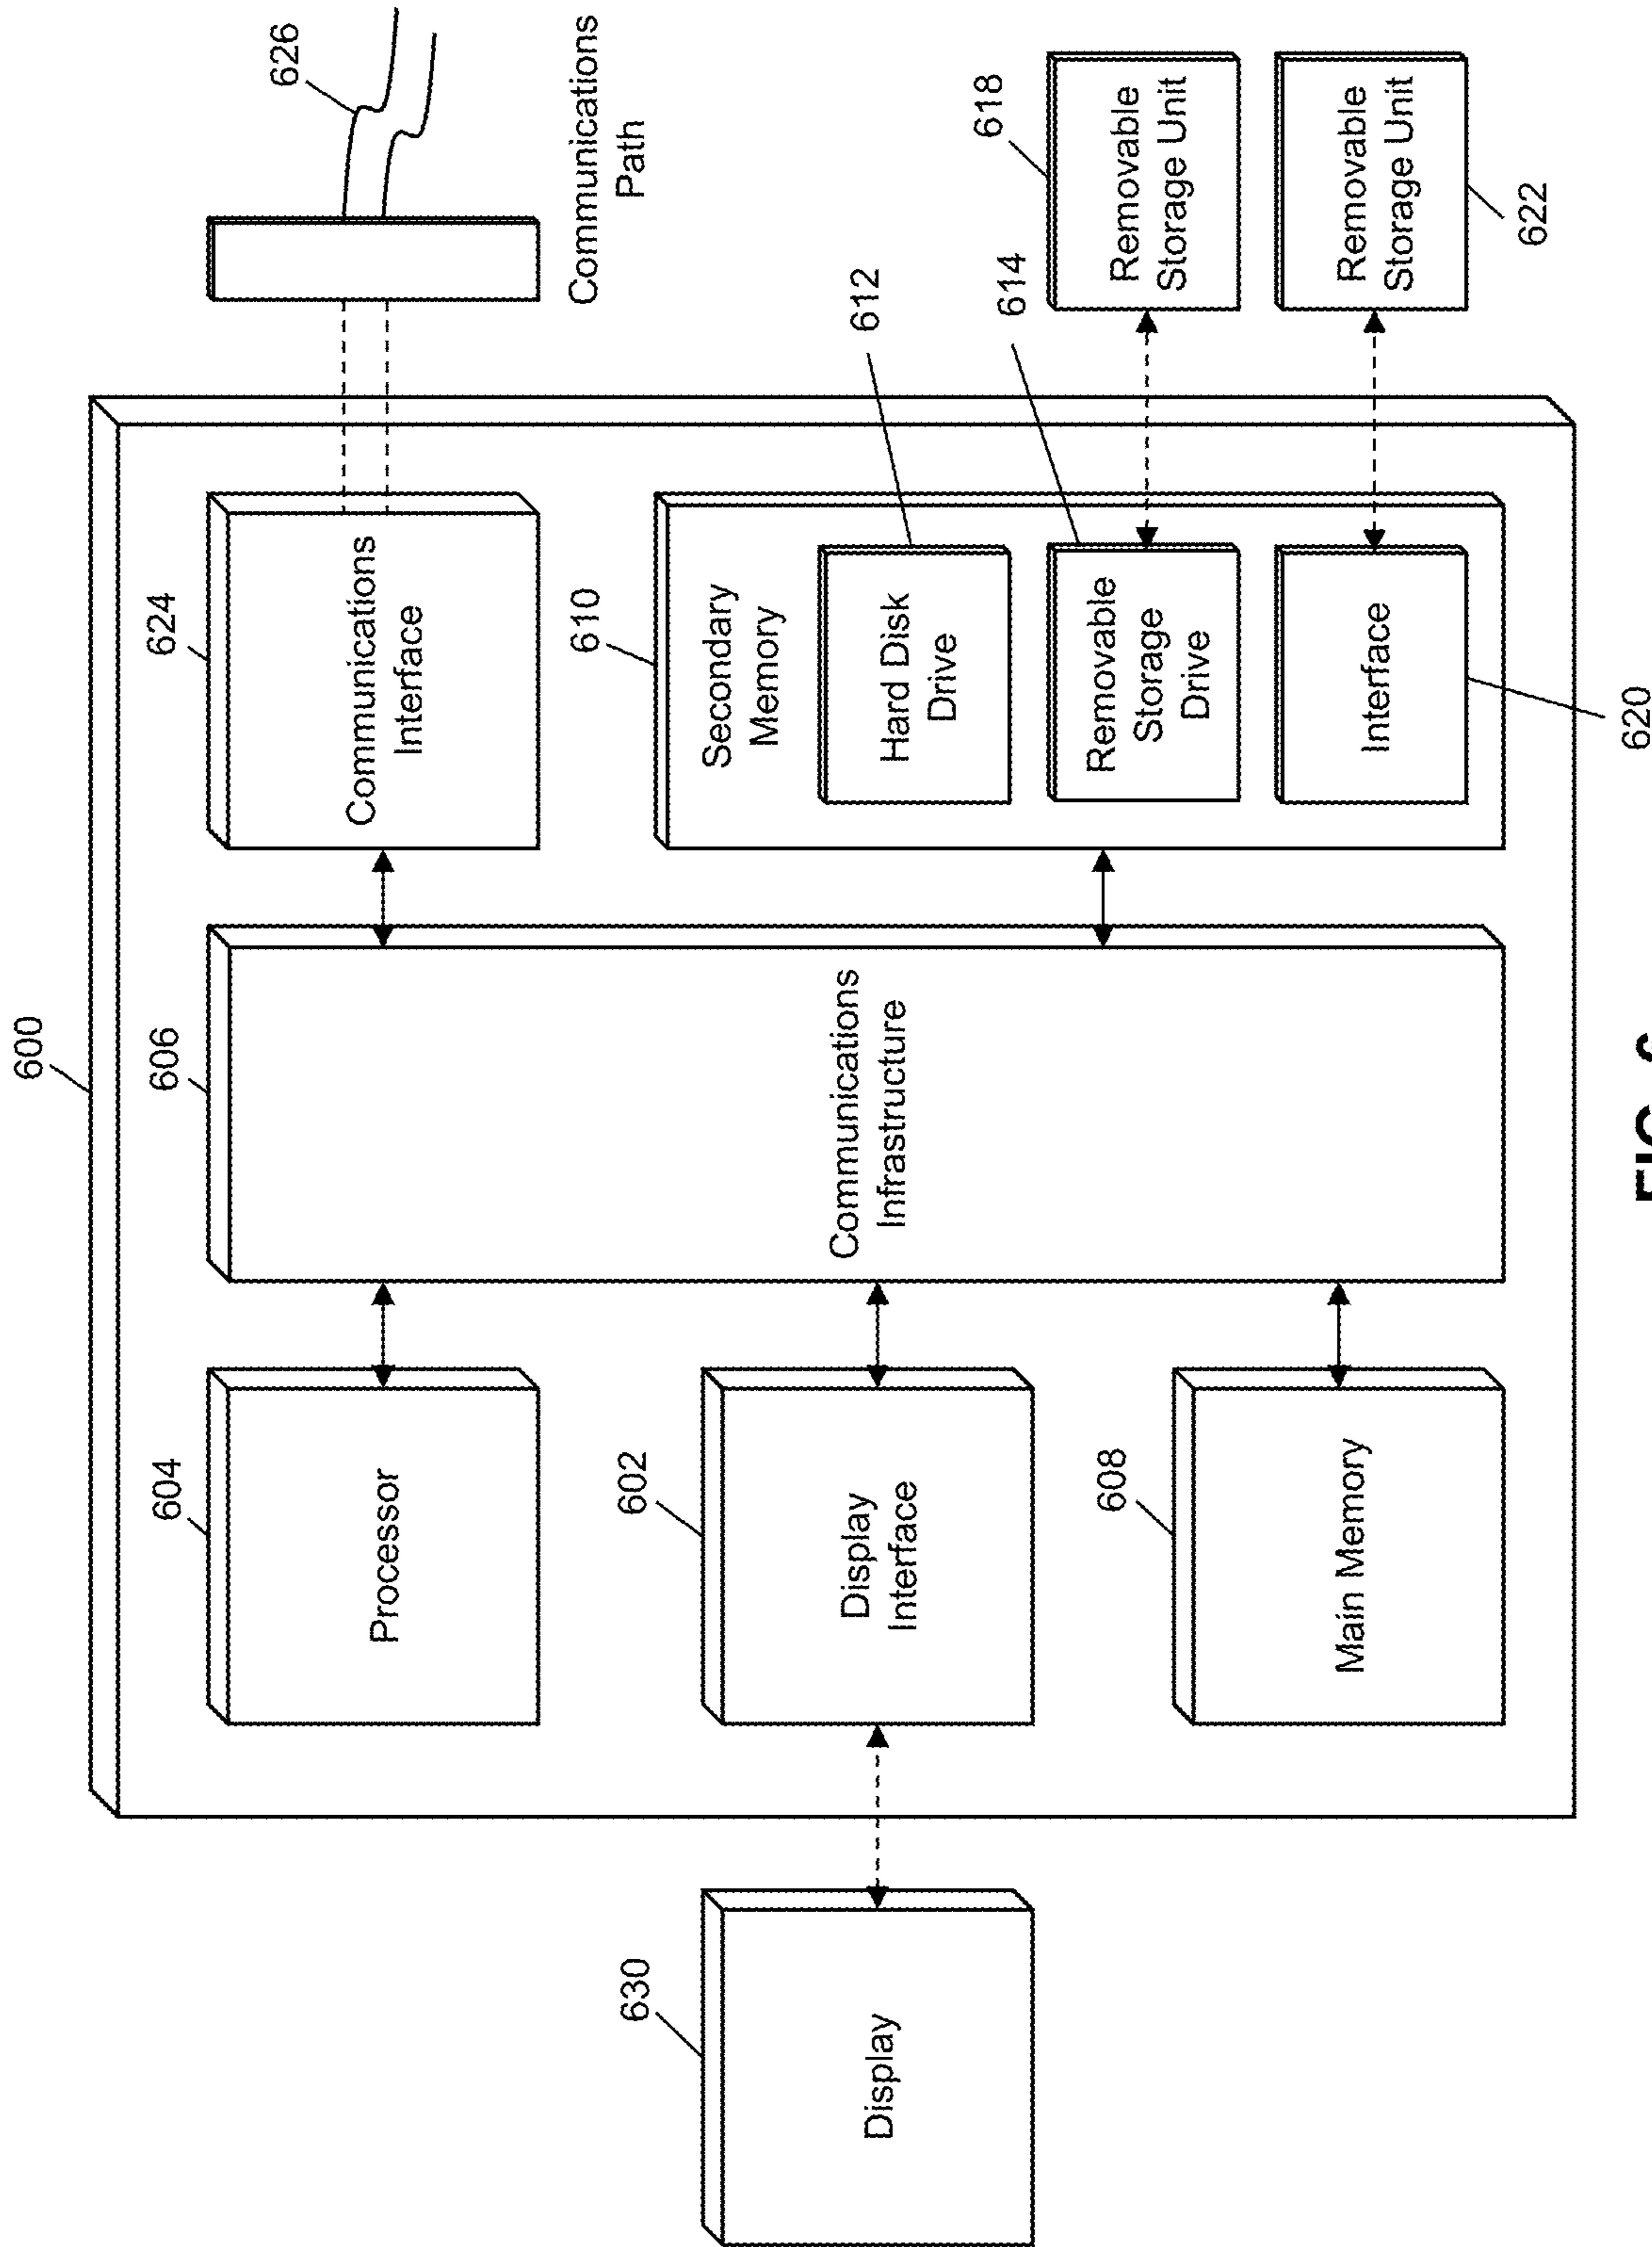 600
604
Processor
606
Communications
Infrastructure
624
Communications
Interface
626
Communications
Path
630
Display
602
Display
Interface
608
Main Memory
610
Secondary
Memory
612
Hard Disk
Drive
614
Removable
Storage
Drive
618
Removable
Storage Unit
Interface
620
Removable
Storage Unit
622